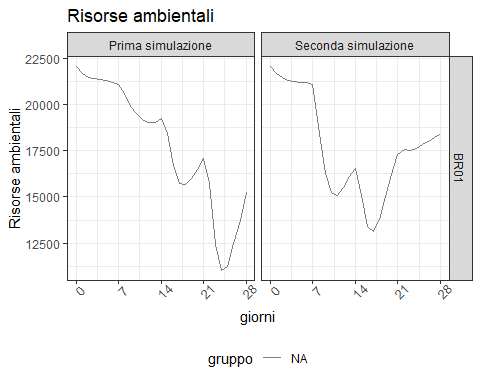 Risorse ambientali
Prima simulazione
Seconda simulazione
22500
20000
17500
15000
12500
Risorse ambientali
BR01
0 7 14 21 28
0 7 14 21 28
giorni
gruppo NA